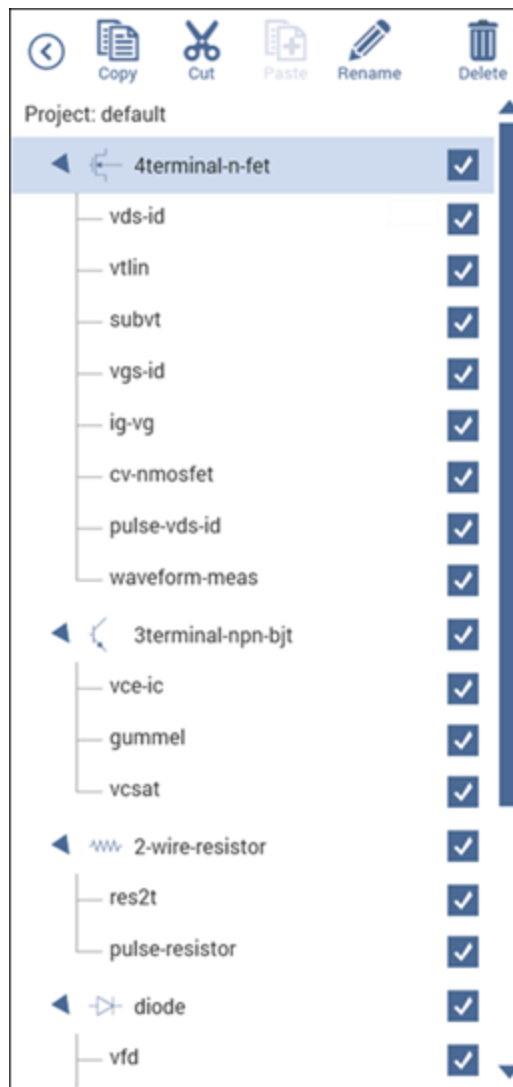 Copy Cut Paste Rename Delete
Project: default
4terminal-n-fet
vds-id
vtlin
subvt
vgs-id
ig-vg
cv-nmosfet
pulse-vds-id
waveform-meas
3terminal-npn-bjt
vce-ic
gummel
vcsat
2-wire-resistor
res2t
pulse-resistor
diode
vfd